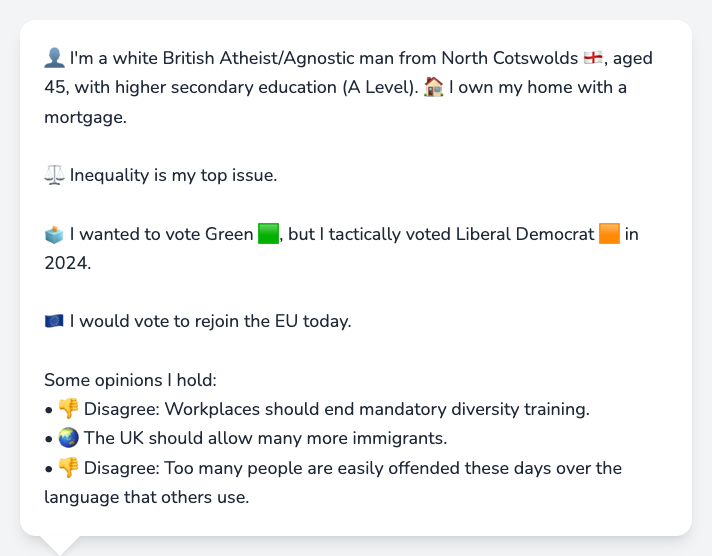 👤 I'm a white British Atheist/Agnostic man from North Cotswolds 🏴󠁧󠁢󠁥󠁮󠁧󠁿, aged
45, with higher secondary education (A Level). 🏠 I own my home with a
mortgage.
⚖️ Inequality is my top issue.
🗳️ I wanted to vote Green 🟩, but I tactically voted Liberal Democrat 🟧 in
2024.
🇪🇺 I would vote to rejoin the EU today.
Some opinions I hold:
• 👎 Disagree: Workplaces should end mandatory diversity training.
• 🌏 The UK should allow many more immigrants.
• 👎 Disagree: Too many people are easily offended these days over the
language that others use.